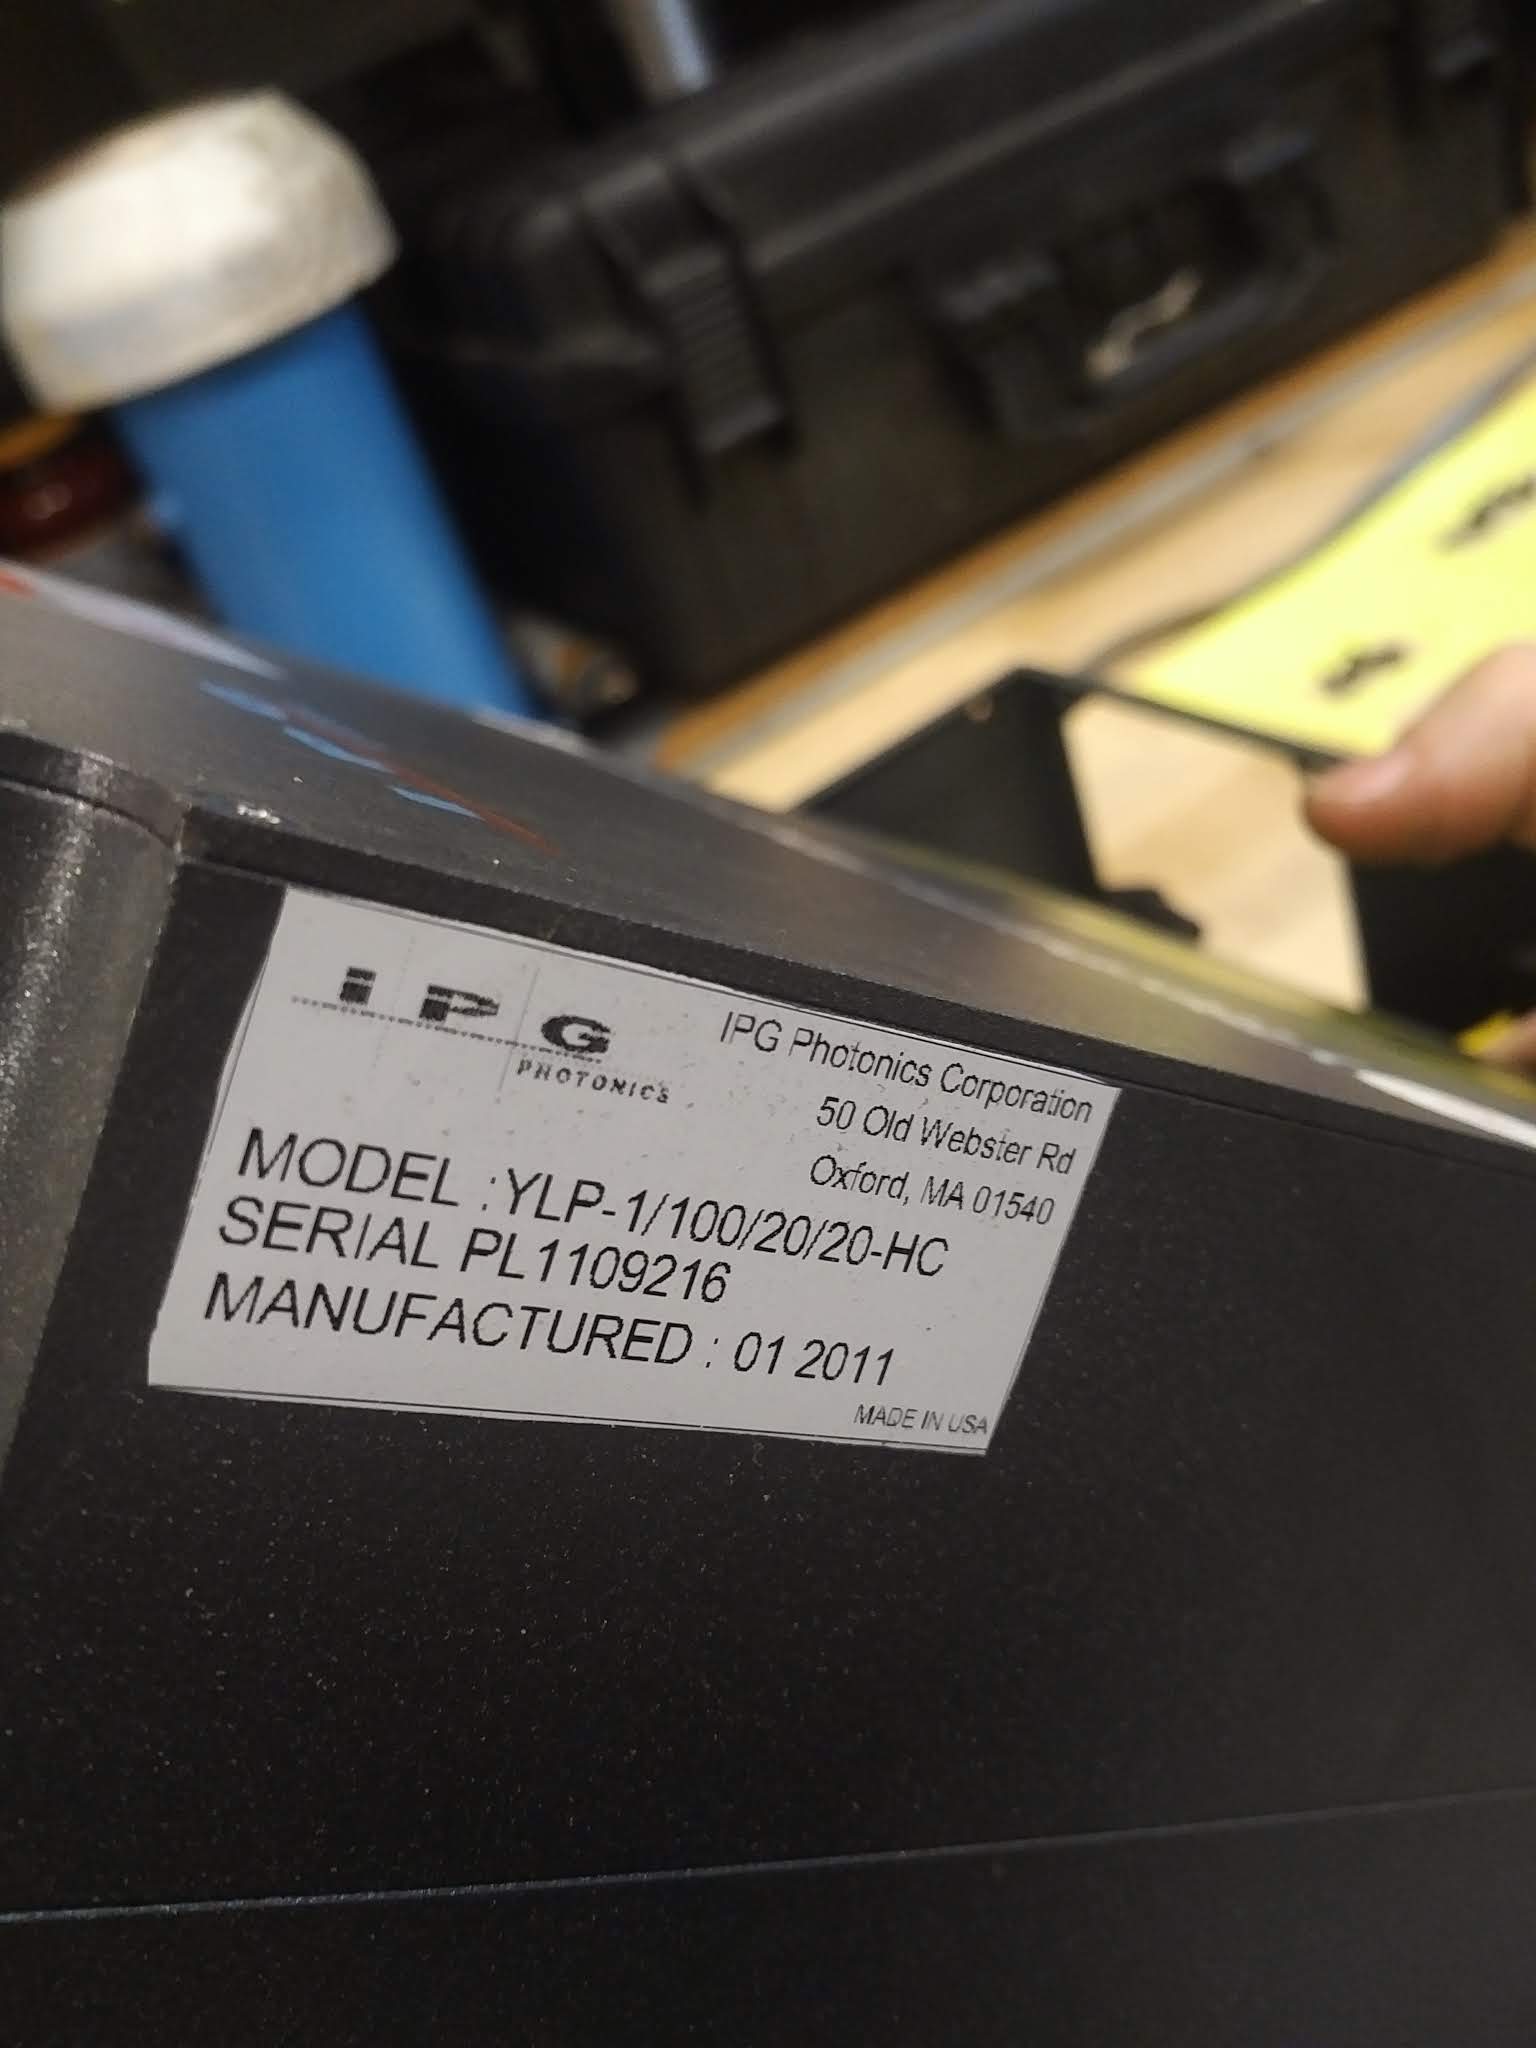 IPG
PHOTONICS
IPG Photonics Corporation
50 Old Webster Rd
Oxford, MA 01540
MODEL :YLP-1/100/20/20-HC
SERIAL PL1109216
MANUFACTURED : 01 2011
MADE IN USA